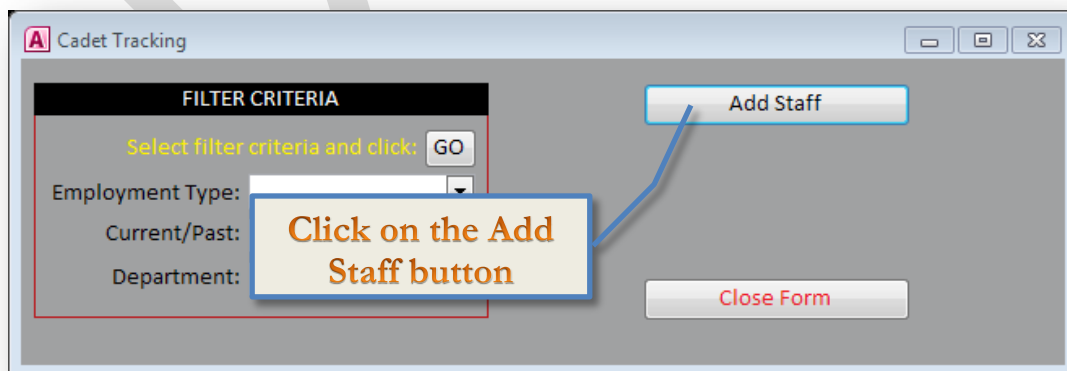 Cadet Tracking
FILTER CRITERIA
Select filter criteria and click: GO
Employment Type:
Current/Past:
Department:
Add Staff
Click on the Add
Staff button
Close Form